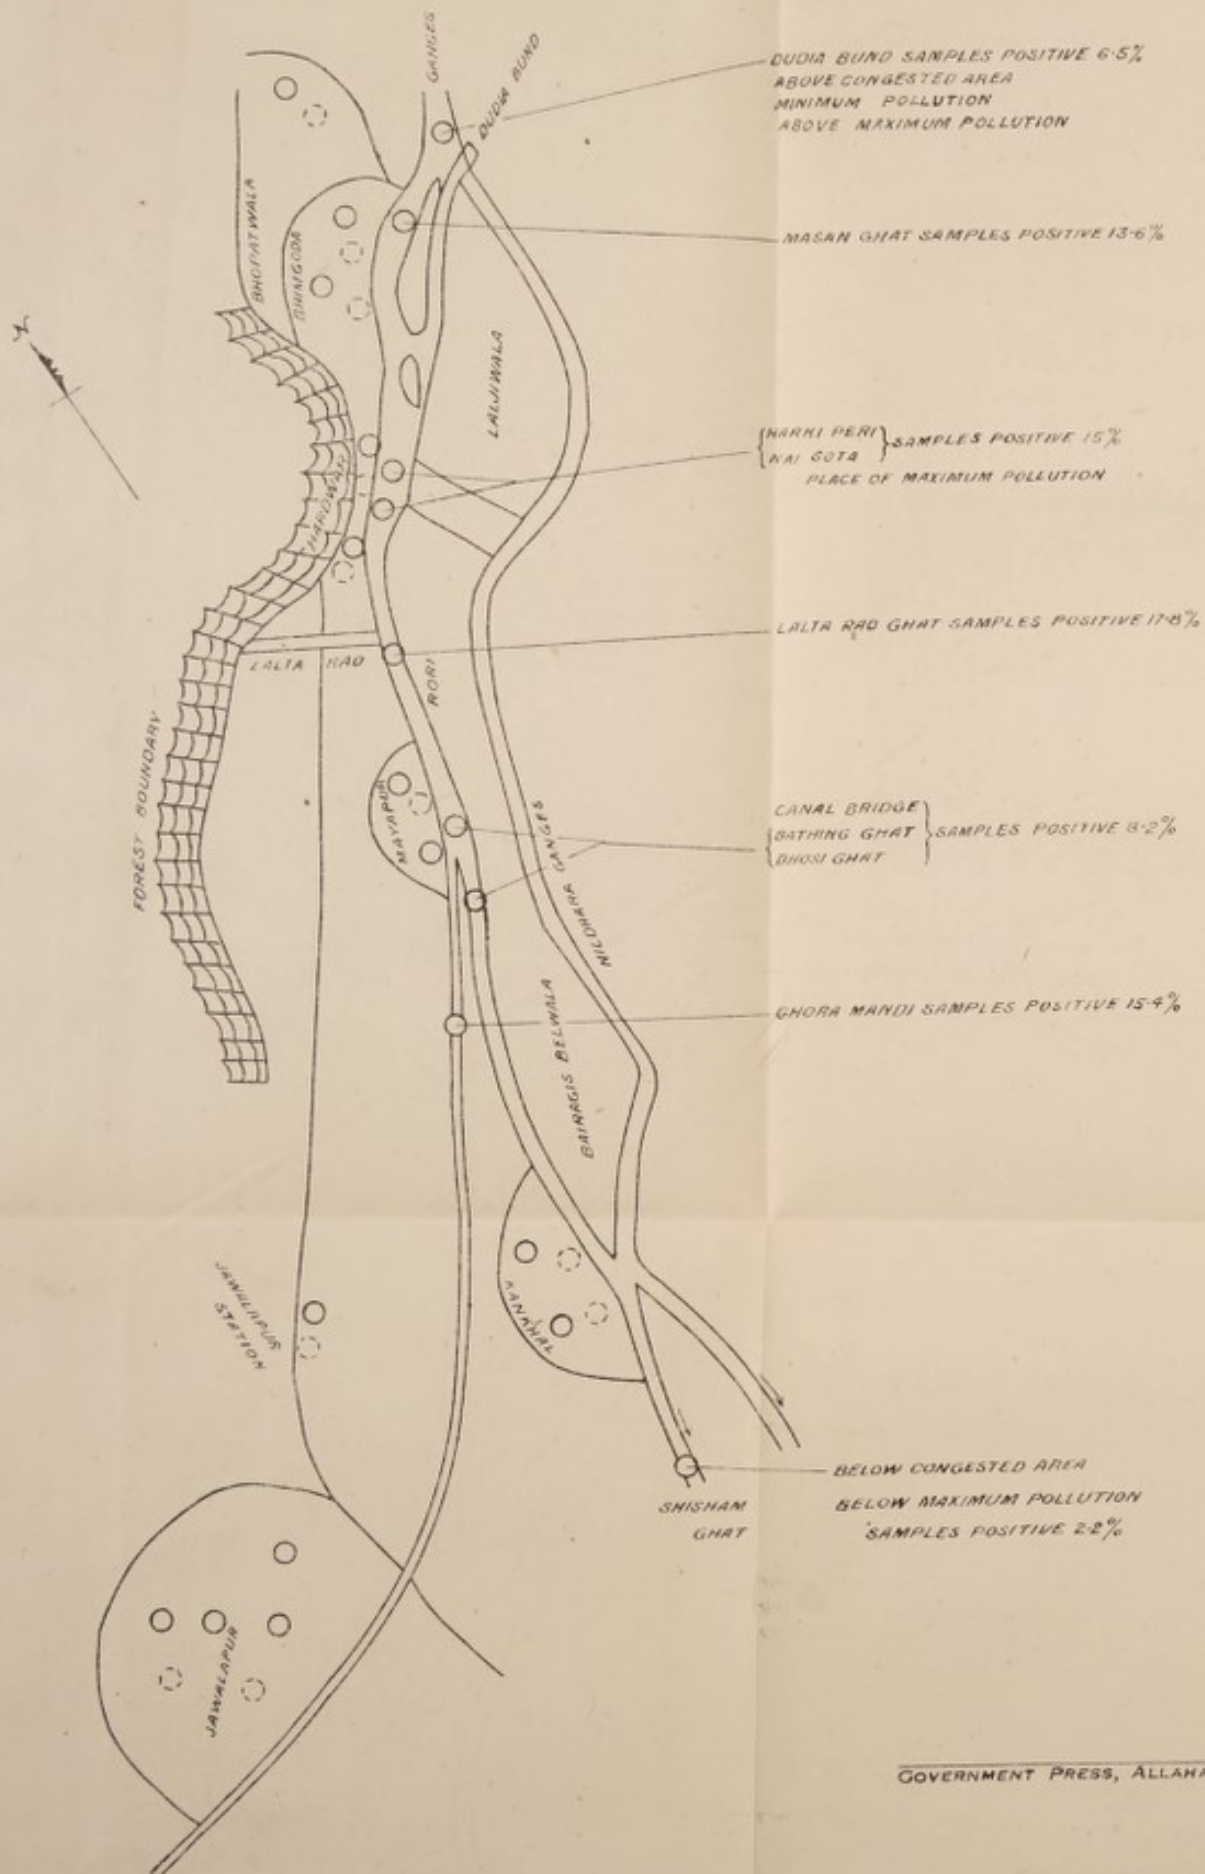 GANGES
DUDIA BUND
DUDIA BUND SAMPLES POSITIVE 6·5%
ABOVE CONGESTED AREA
MINIMUM POLLUTION
ABOVE MAXIMUM POLLUTION
BHOPATWALA
BHIMGODA
MASAN GHAT SAMPLES POSITIVE 13·6%
N
LALJIWALA
HARKI PERI
NAI GOTA
SAMPLES POSITIVE 15%
PLACE OF MAXIMUM POLLUTION
HARDWAR
LALTA RAO GHAT SAMPLES POSITIVE 17·8%
LALTA RAO
RORI
FOREST BOUNDARY
MAYAPUR
CANAL BRIDGE
BATHING GHAT
DHOSI GHAT
SAMPLES POSITIVE 8·2%
NILDHARA GANGES
GHORA MANDI SAMPLES POSITIVE 15·4%
BAIRAGIS BELWALA
JAWALAPUR
STATION
KANKHAL
SHISHAM
GHAT
BELOW CONGESTED AREA
BELOW MAXIMUM POLLUTION
SAMPLES POSITIVE 2·2%
JAWALAPUR
GOVERNMENT PRESS, ALLAHA